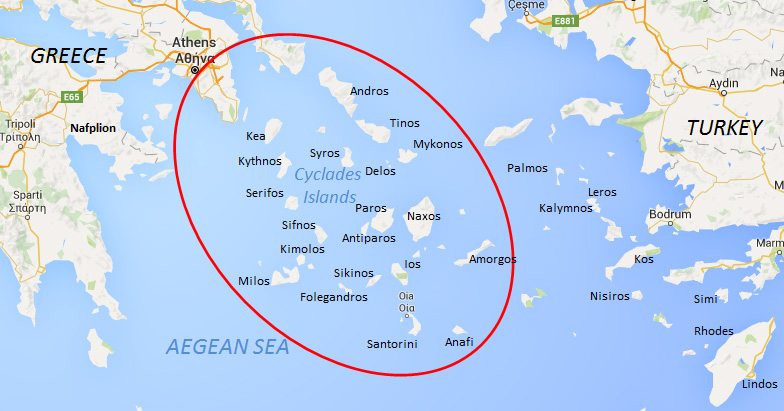 Çeşme
E881
GREECE
Athens
Αθήνα
Andros
Aydın
E65
Tripoli
Τρίπολη
Nafplion
Kea
Tinos
TURKEY
Mykonos
Syros
Kythnos
Delos
Palmos
Cyclades
Islands
Serifos
Sparti
Σπαρτη
Leros
Kalymnos
Paros
Naxos
Bodrum
Sifnos
Antiparos
Marm
Kimolos
Ios
Amorgos
Kos
Milos
Sikinos
Folegandros
Oia
Οία
Nisiros
Simi
Rhodes
AEGEAN SEA
Santorini
Anafi
Lindos